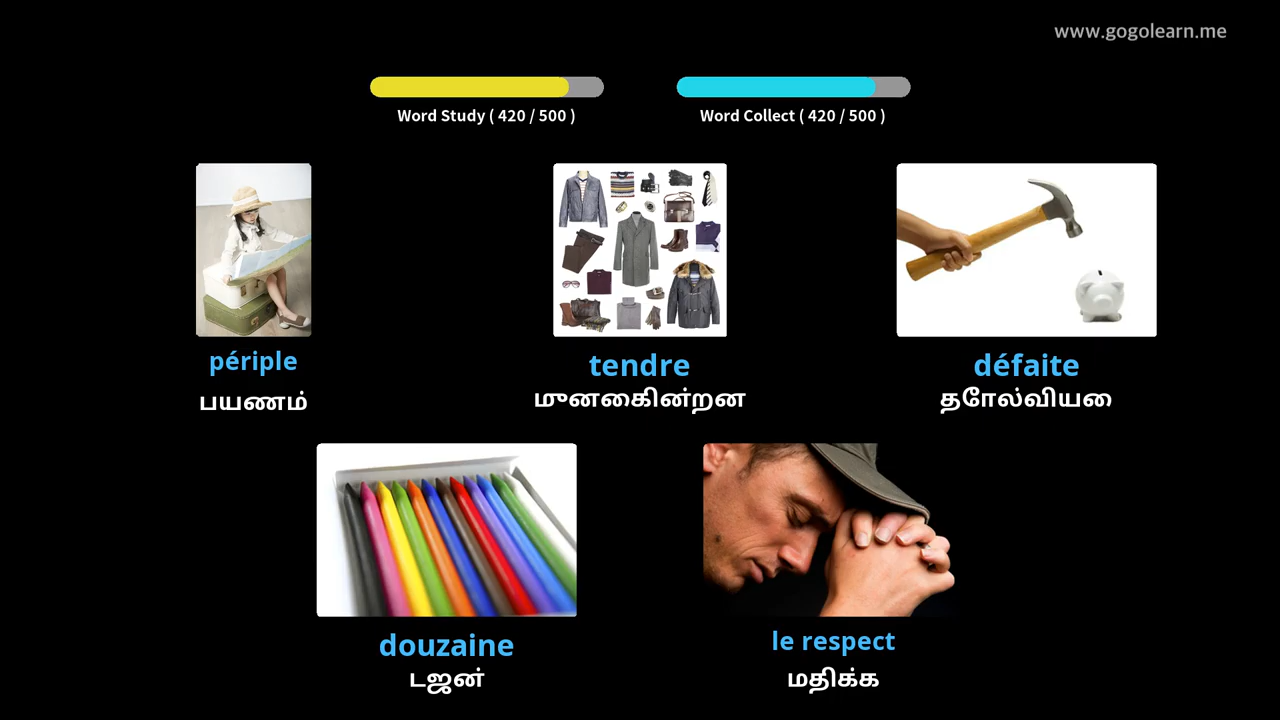 www.gogolearn.me
Word Study ( 420 / 500 )
Word Collect ( 420 / 500 )
périple
பயணம்
tendre
முனைகின்றன
défaite
தோல்வியை
douzaine
டஜன்
le respect
மதிக்க